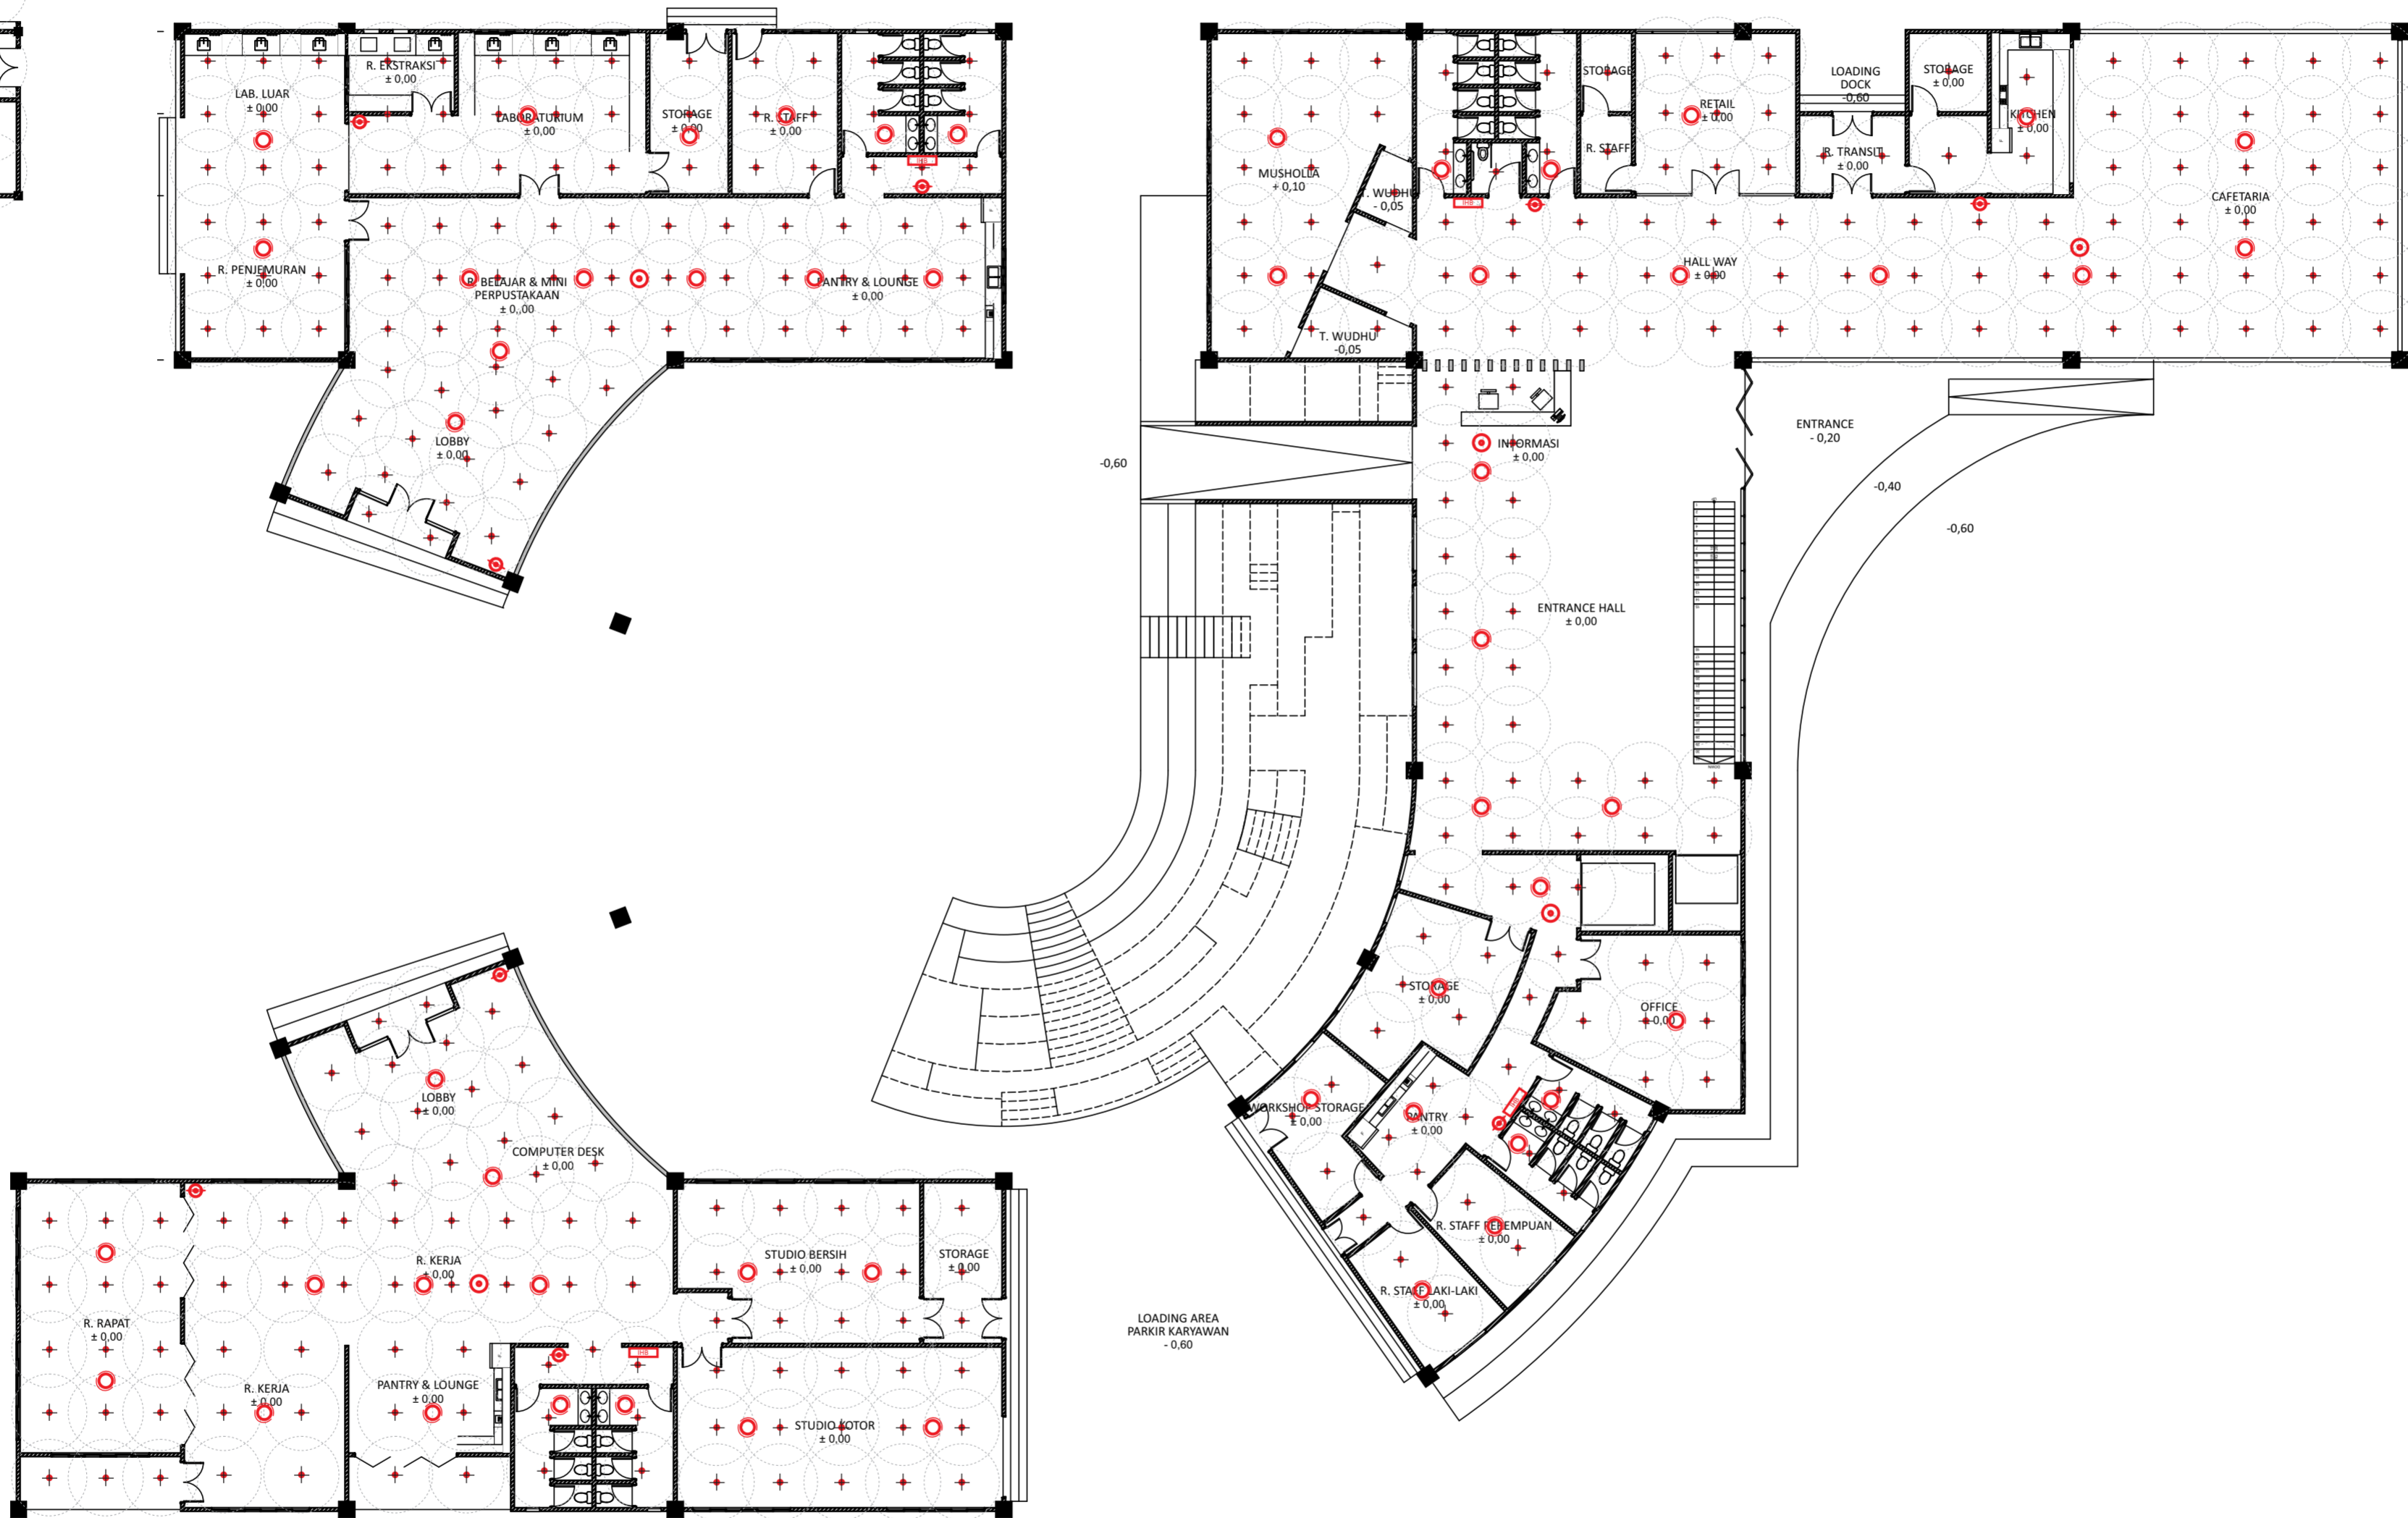 LAB. LUAR
± 0,00
R. EKSTRAKSI
± 0,00
LABORATURIUM
± 0,00
STORAGE
± 0,00
R. STAFF
± 0,00
IHB
R. PENJEMURAN
± 0,00
R. BELAJAR & MINI
PERPUSTAKAAN
± 0,,00
PANTRY & LOUNGE
± 0,00
LOBBY
± 0,00
MUSHOLLA
+ 0,10
T. WUDHU
- 0,05
T. WUDHU
-0,05
IHB
STORAGE
R. STAFF
RETAIL
± 0,00
LOADING
DOCK
-0,60
R. TRANSIT
± 0,00
STORAGE
± 0,00
KITCHEN
± 0,00
CAFETARIA
± 0,00
HALL WAY
± 0,00
INFORMASI
± 0,00
ENTRANCE
- 0,20
-0,60
-0,40
-0,60
ENTRANCE HALL
± 0,00
STORAGE
± 0,00
OFFICE
± 0,00
WORKSHOP STORAGE
± 0,00
PANTRY
± 0,00
IHB
R. STAFF PEREMPUAN
± 0,00
R. STAFF LAKI-LAKI
± 0,00
LOADING AREA
PARKIR KARYAWAN
- 0,60
LOBBY
± 0,00
COMPUTER DESK
± 0,00
R. KERJA
± 0,00
STUDIO BERSIH
± 0,00
STORAGE
± 0,00
R. RAPAT
± 0,00
R. KERJA
± 0,00
PANTRY & LOUNGE
± 0,00
IHB
STUDIO KOTOR
± 0,00